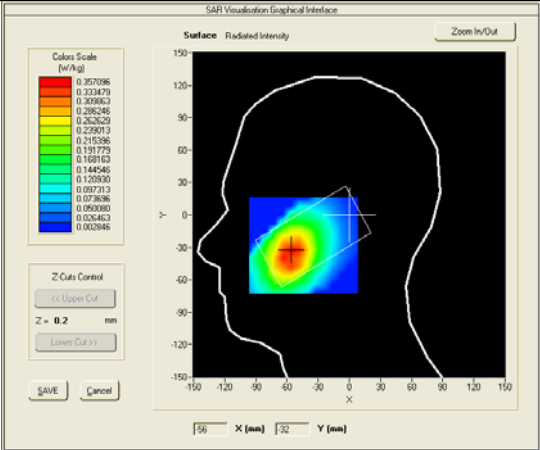 SAR Visualisation Graphical Interface
Surface Radiated Intensity
Zoom In/Out
Colors Scale
(W/kg)
0.357096
0.333479
0.309863
0.286246
0.262629
0.239013
0.215396
0.191779
0.168163
0.144546
0.120930
0.097313
0.073696
0.050080
0.026463
0.002846
150
120
90
60
30
0
-30
-60
-90
-120
-150
Y
-150 -120 -90 -60 -30 0 30 60 90 120 150
X
Z-Cuts Control
<< Upper Cut
Z = 0.2 mm
Lower Cut >>
SAVE Cancel
-56 X (mm) -32 Y (mm)